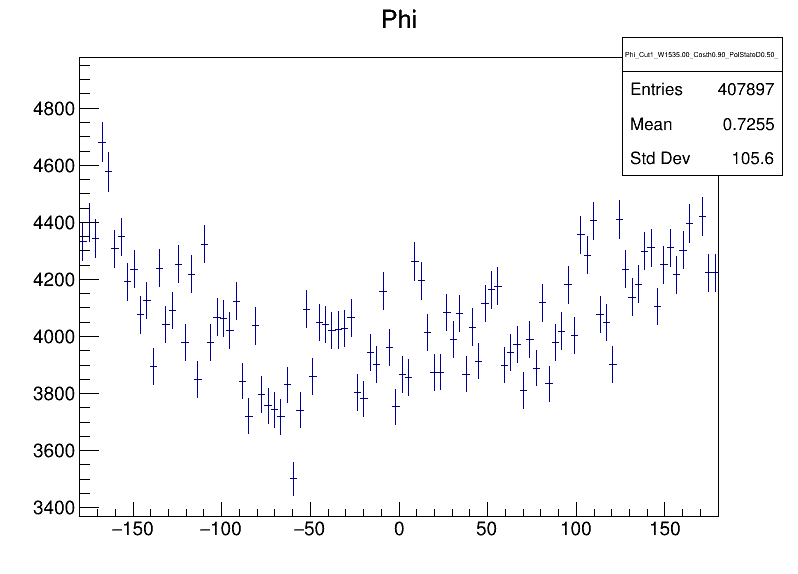 Phi
Phi_Cut1_W1535.00_Costh0.90_PolStateD0.50_
Entries 407897
Mean 0.7255
Std Dev 105.6
4800
4600
4400
4200
4000
3800
3600
3400
−150 −100 −50 0 50 100 150